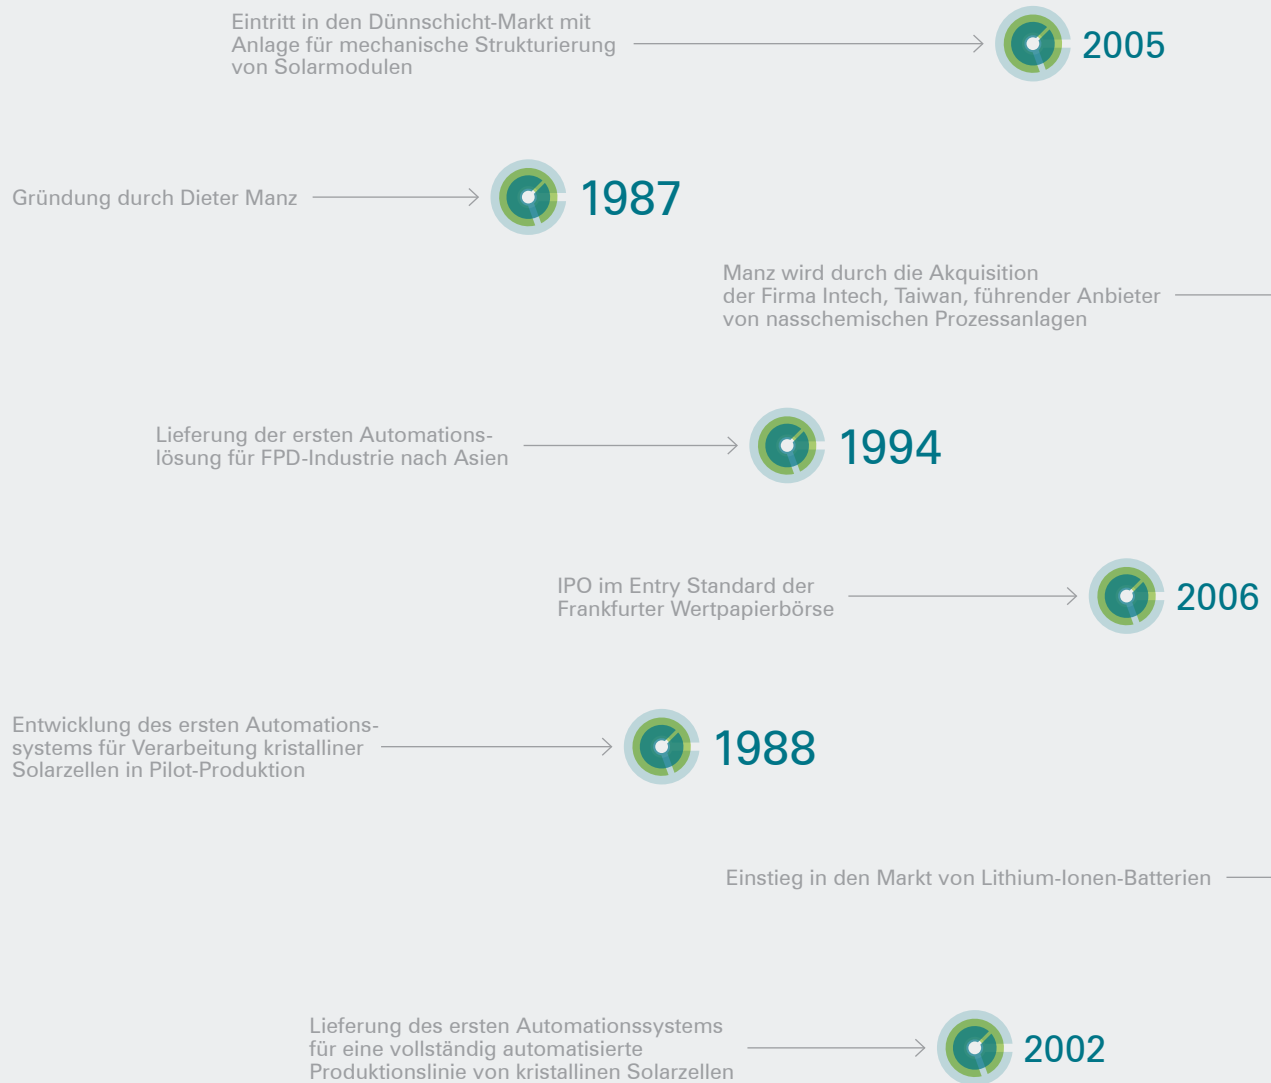 Eintritt in den Dünnschicht-Markt mit
Anlage für mechanische Strukturierung
von Solarmodulen
2005
Gründung durch Dieter Manz
1987
Manz wird durch die Akquisition
der Firma Intech, Taiwan, führender Anbieter
von nasschemischen Prozessanlagen
Lieferung der ersten Automations-
lösung für FPD-Industrie nach Asien
1994
IPO im Entry Standard der
Frankfurter Wertpapierbörse
2006
Entwicklung des ersten Automations-
systems für Verarbeitung kristalliner
Solarzellen in Pilot-Produktion
1988
Einstieg in den Markt von Lithium-Ionen-Batterien
Lieferung des ersten Automationssystems
für eine vollständig automatisierte
Produktionslinie von kristallinen Solarzellen
2002